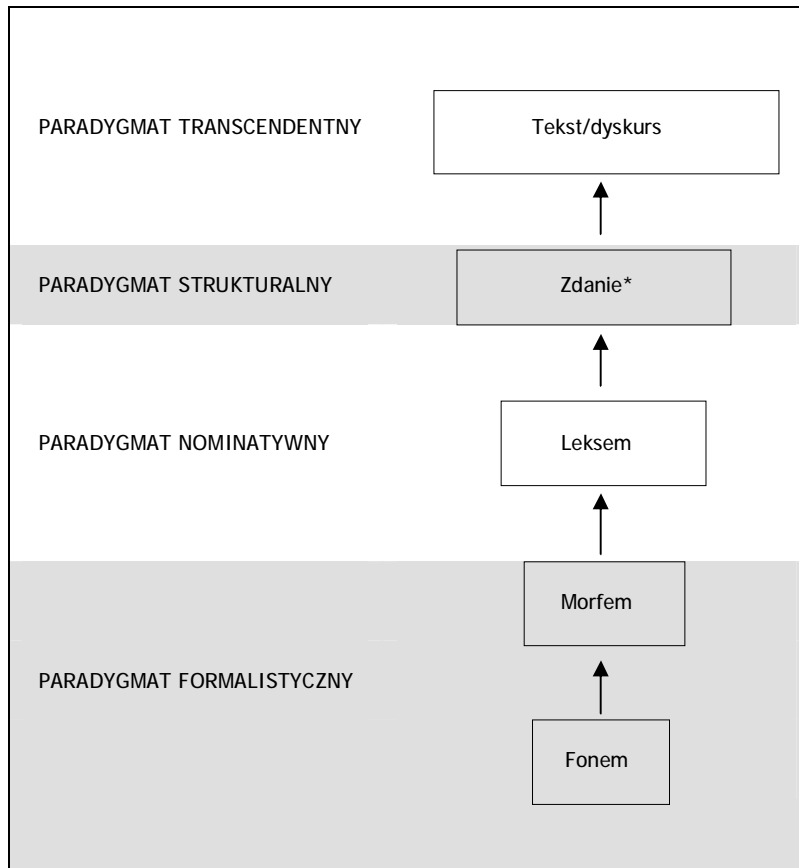 PARADYGMAT TRANSCENDENTNY
Tekst/dyskurs
PARADYGMAT STRUKTURALNY
Zdanie*
PARADYGMAT NOMINATYWNY
Leksem
Morfem
PARADYGMAT FORMALISTYCZNY
Fonem